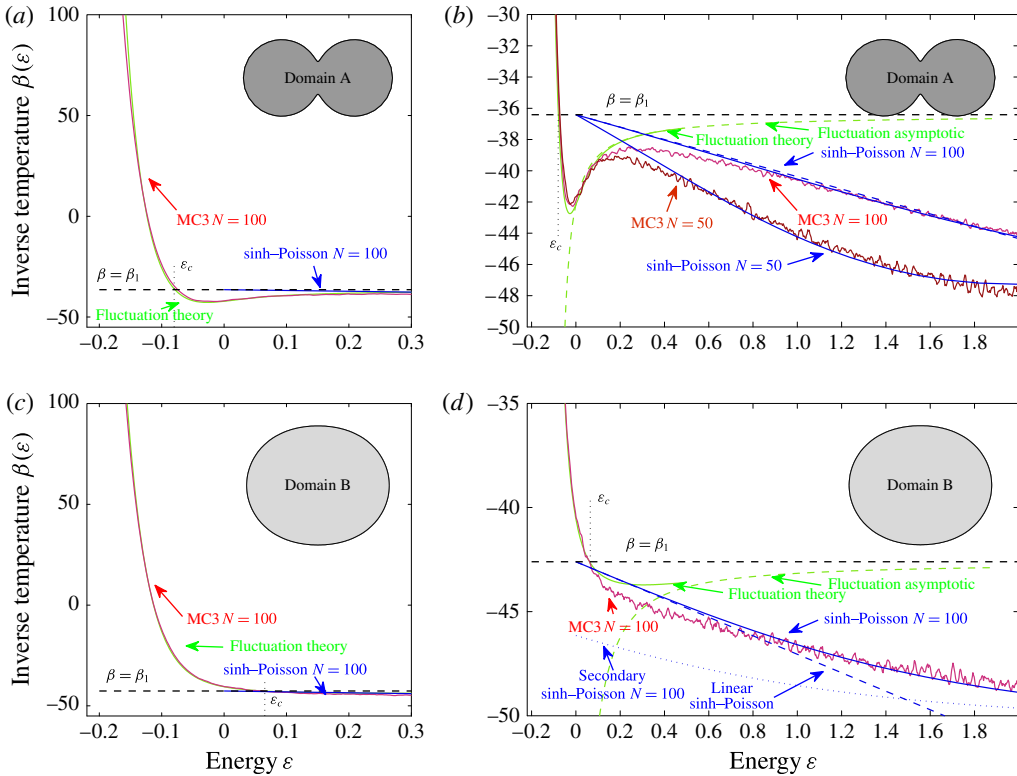 (a)
100
50
0
−50
Inverse temperature β(ε)
Domain A
MC3 N = 100
ε_c
sinh–Poisson N = 100
β = β₁
Fluctuation theory
−0.2
−0.1
0
0.1
0.2
0.3
(b)
−30
−32
−34
−36
−38
−40
−42
−44
−46
−48
−50
Domain A
β = β₁
Fluctuation theory
Fluctuation asymptotic
sinh–Poisson N = 100
MC3 N = 50
MC3 N = 100
ε_c
sinh–Poisson N = 50
−0.2
0
0.2
0.4
0.6
0.8
1.0
1.2
1.4
1.6
1.8
(c)
100
50
0
−50
Inverse temperature β(ε)
Domain B
MC3 N = 100
Fluctuation theory
β = β₁
sinh–Poisson N = 100
ε_c
−0.2
−0.1
0
0.1
0.2
0.3
Energy ε
(d)
−35
−40
−45
−50
Domain B
ε_c
β = β₁
Fluctuation asymptotic
Fluctuation theory
MC3 N = 100
sinh–Poisson N = 100
Secondary
sinh–Poisson N = 100
Linear
sinh–Poisson
−0.2
0
0.2
0.4
0.6
0.8
1.0
1.2
1.4
1.6
1.8
Energy ε